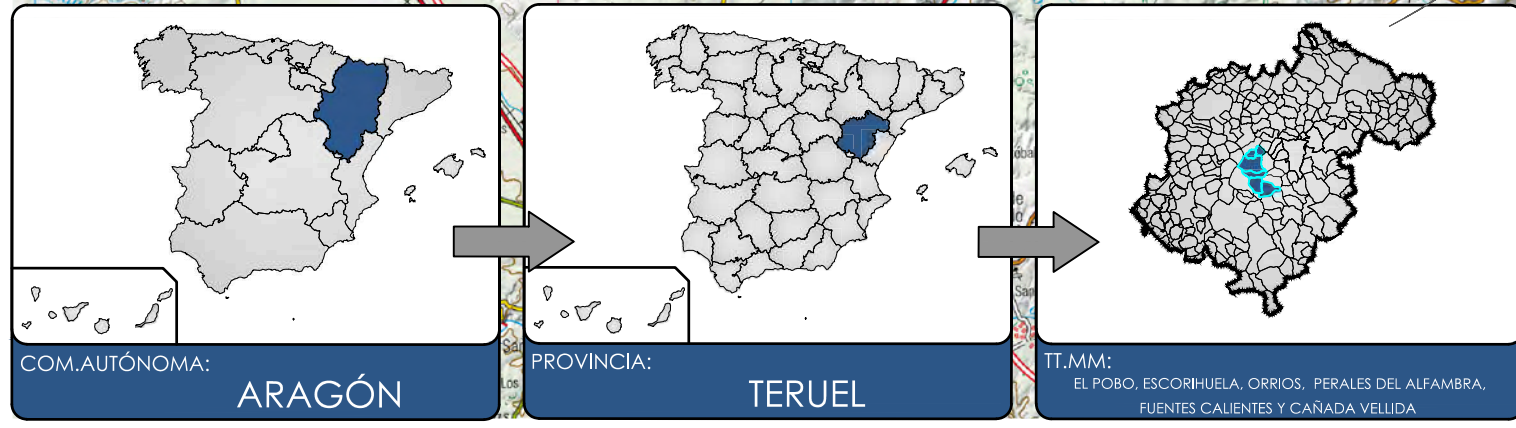 COM.AUTÓNOMA:
ARAGÓN
PROVINCIA:
TERUEL
TT.MM:
EL POBO, ESCORIHUELA, ORRIOS, PERALES DEL ALFAMBRA,
FUENTES CALIENTES Y CAÑADA VELLIDA